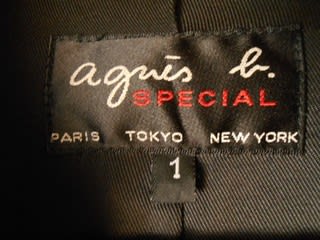 agnès b.
SPECIAL
PARIS TOKYO NEW YORK
1